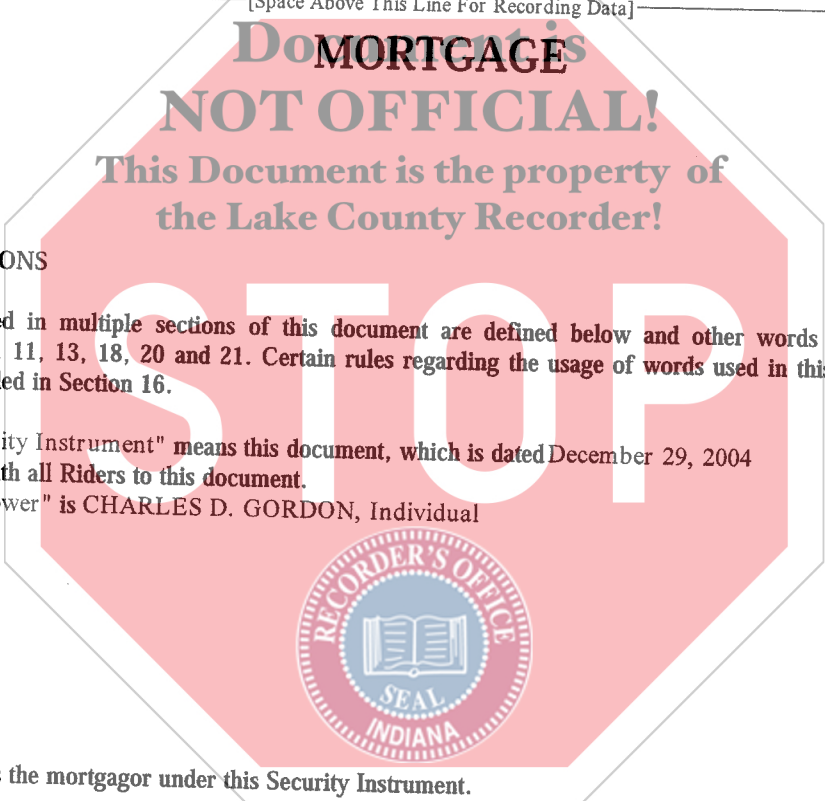 [Space Above This Line For Recording Data]
Document is
MORTGAGE
NOT OFFICIAL!
This Document is the property of
the Lake County Recorder!
ONS
STOP
ed in multiple sections of this document are defined below and other words
11, 13, 18, 20 and 21. Certain rules regarding the usage of words used in this
ed in Section 16.
ity Instrument" means this document, which is dated December 29, 2004
th all Riders to this document.
wer" is CHARLES D. GORDON, Individual
RECORDER'S OFFICE
SEAL
INDIANA
the mortgagor under this Security Instrument.